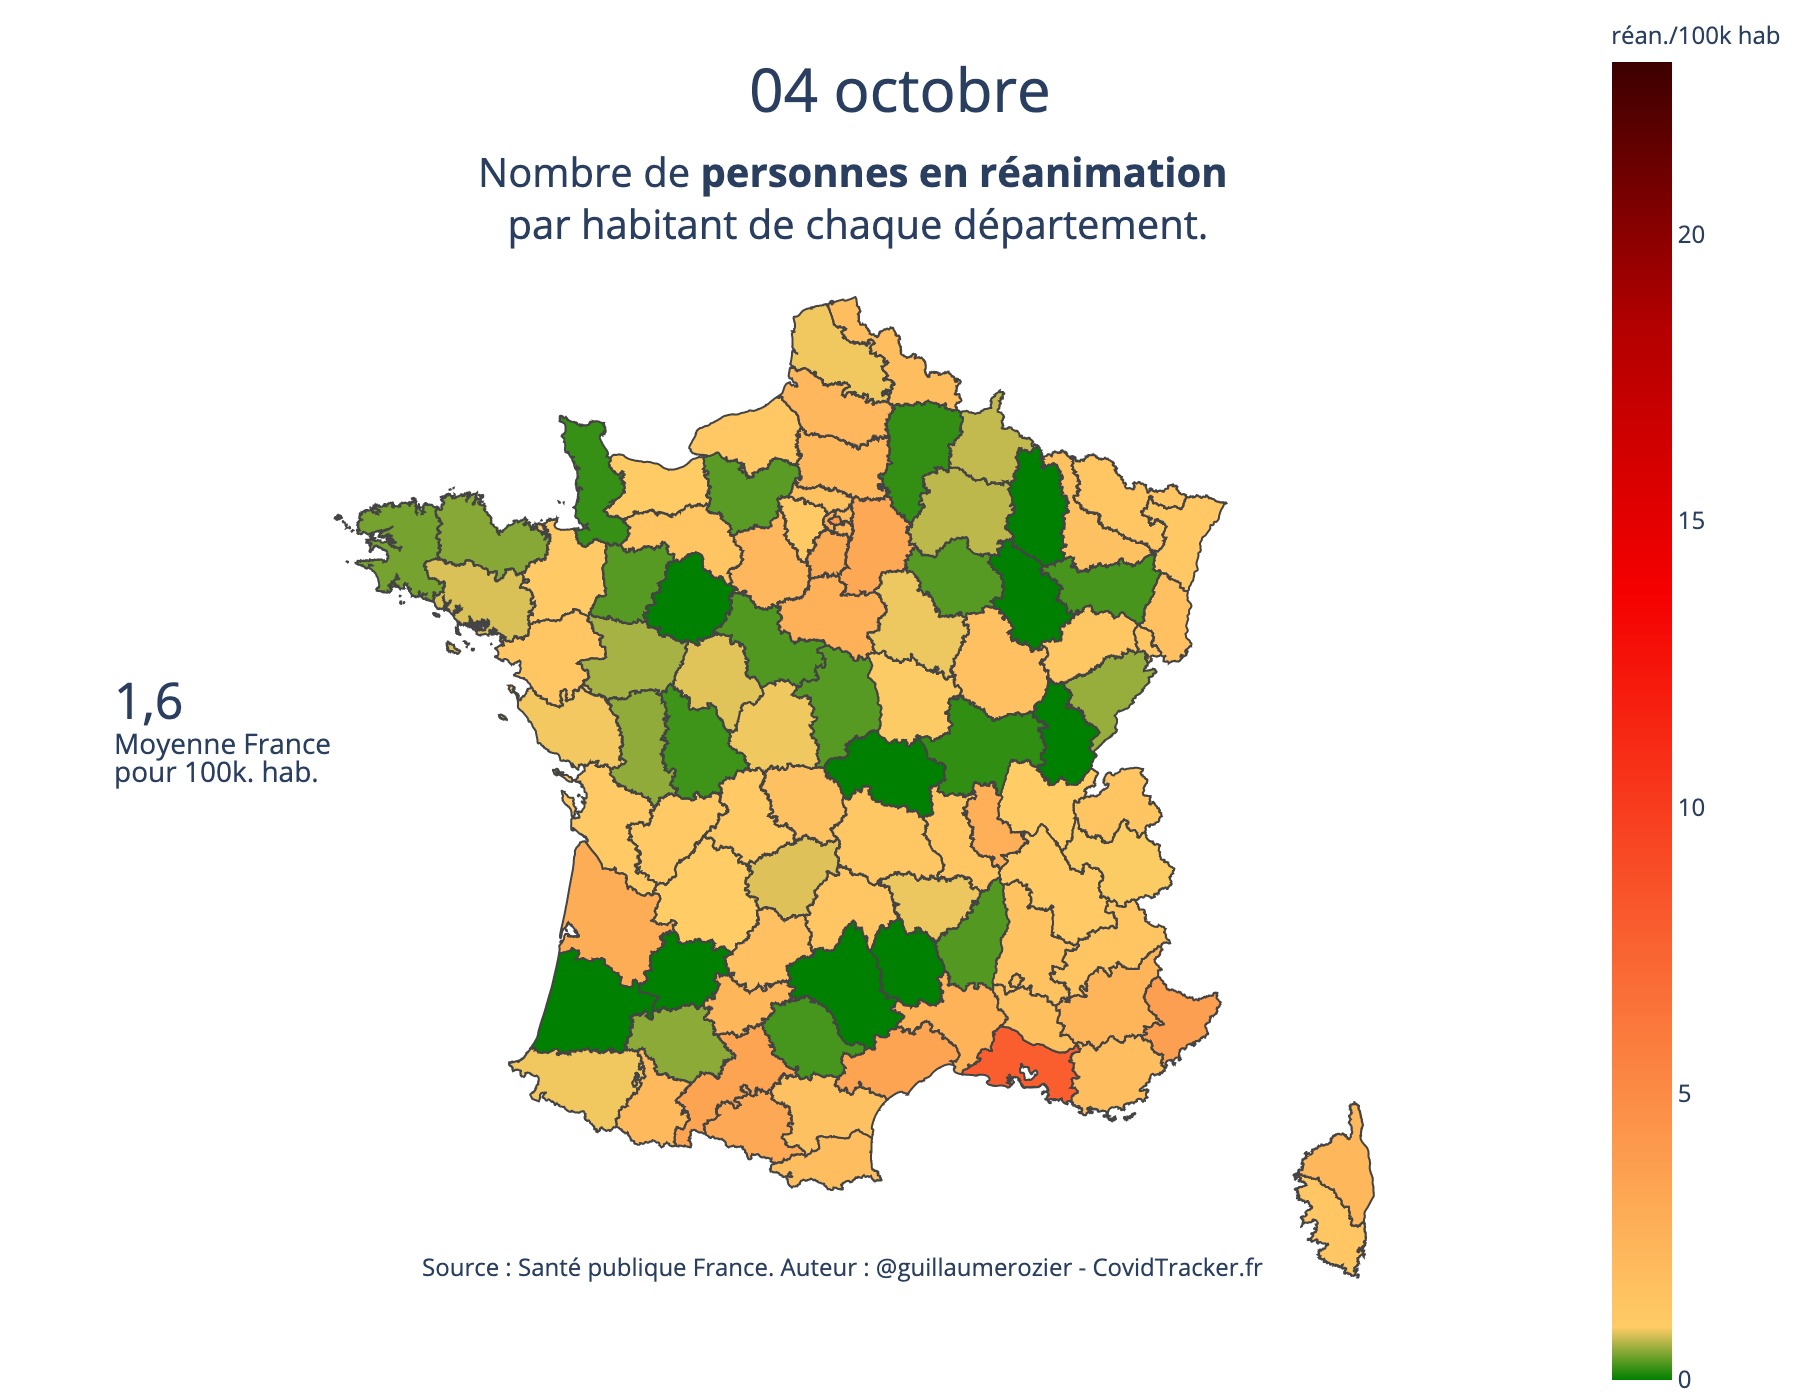 réan./100k hab
04 octobre
Nombre de personnes en réanimation
par habitant de chaque département.
20
15
1,6
Moyenne France
pour 100k. hab.
10
5
Source : Santé publique France. Auteur : @guillaumerozier - CovidTracker.fr
0